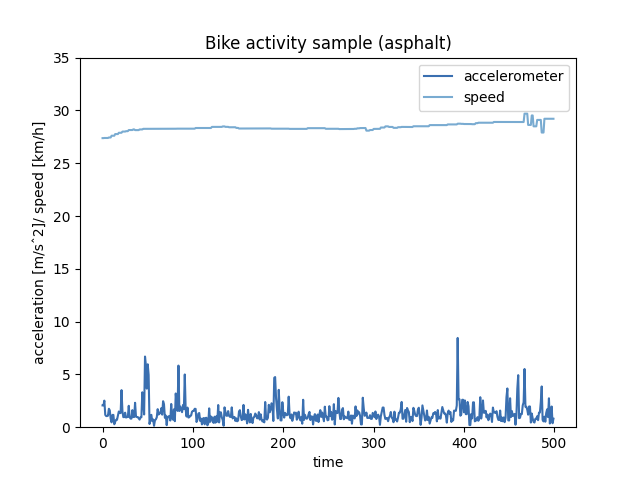 Bike activity sample (asphalt)
accelerometer
speed
acceleration [m/sˆ2]/ speed [km/h]
35
30
25
20
15
10
5
0
0 100 200 300 400 500
time